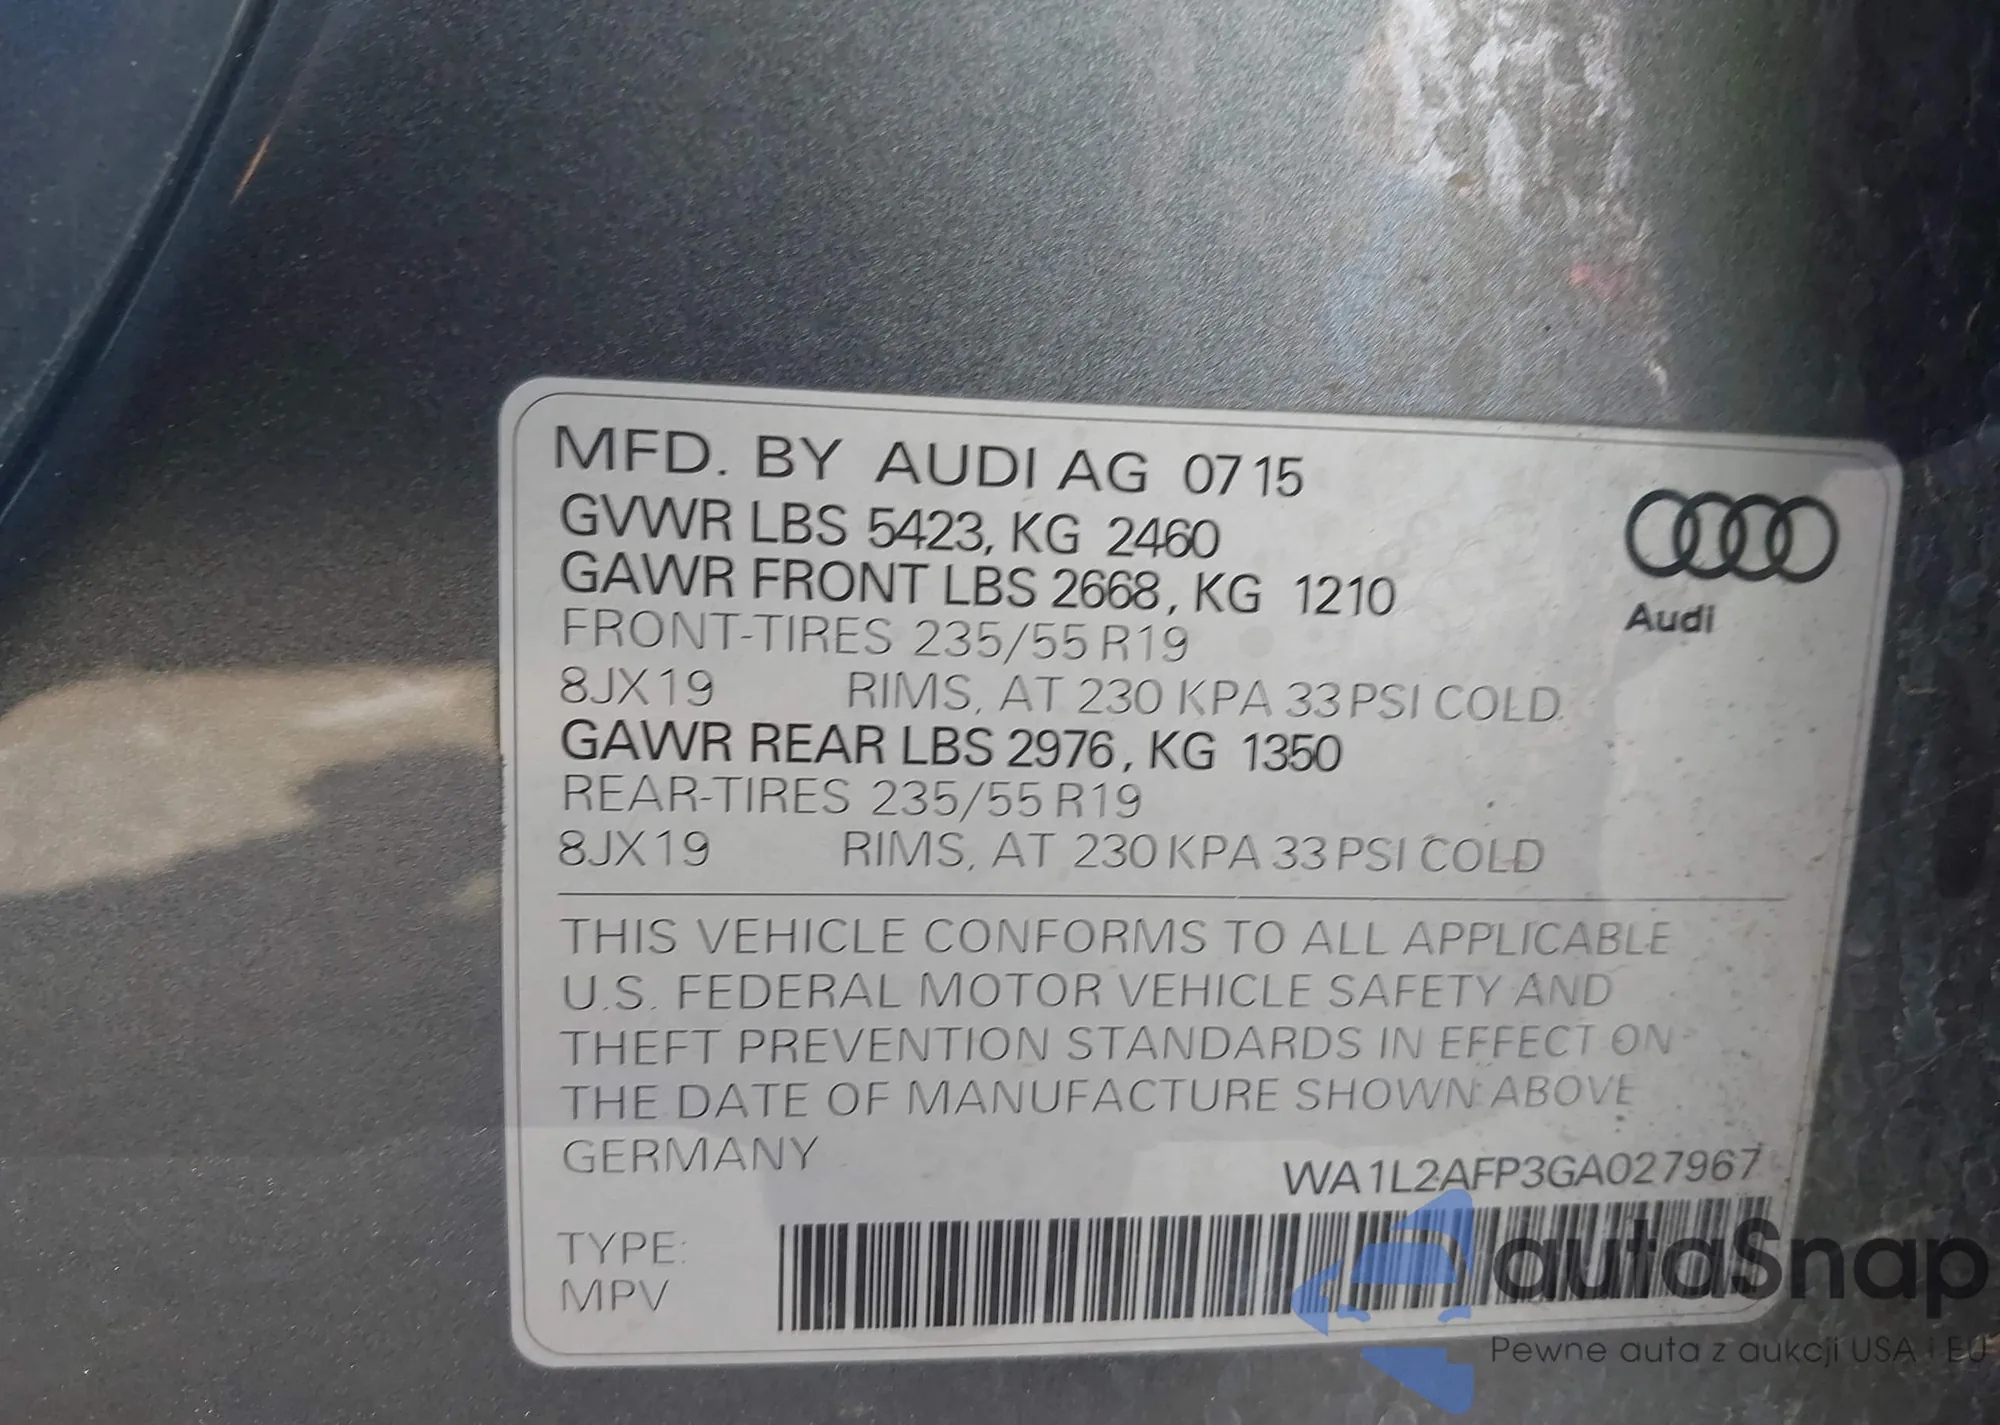 MFD. BY AUDI AG 0715
GVWR LBS 5423, KG 2460
GAWR FRONT LBS 2668, KG 1210
FRONT-TIRES 235/55 R19
8JX19 RIMS, AT 230 KPA 33 PSI COLD
GAWR REAR LBS 2976, KG 1350
REAR-TIRES 235/55 R19
8JX19 RIMS, AT 230 KPA 33 PSI COLD
Audi
THIS VEHICLE CONFORMS TO ALL APPLICABLE
U.S. FEDERAL MOTOR VEHICLE SAFETY AND
THEFT PREVENTION STANDARDS IN EFFECT ON
THE DATE OF MANUFACTURE SHOWN ABOVE
GERMANY
WA1L2AFP3GA027967
TYPE:
MPV
autaSnap
Pewne auta z aukcji USA i EU